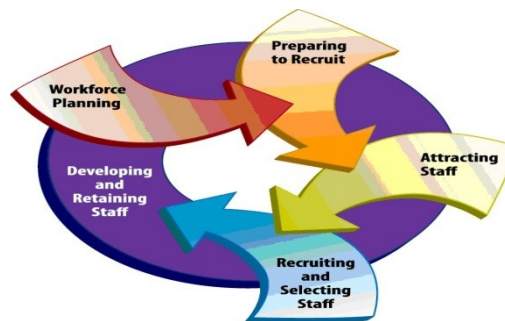 Workforce
Planning
Preparing
to Recruit
Attracting
Staff
Recruiting
and
Selecting
Staff
Developing
and
Retaining
Staff